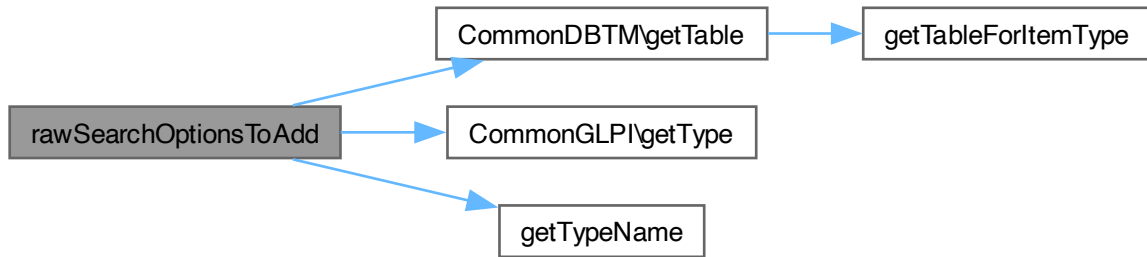 CommonDBTM\getTable
getTableForItemType
rawSearchOptionsToAdd
CommonGLPI\getType
getTypeName